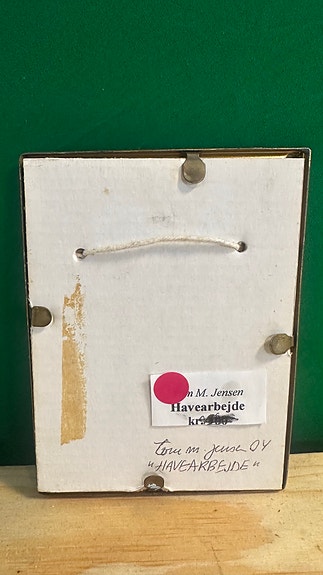 m M. Jensen
Havearbejde
kr.
Tom M Jensen 04
"HAVEARBEJDE"